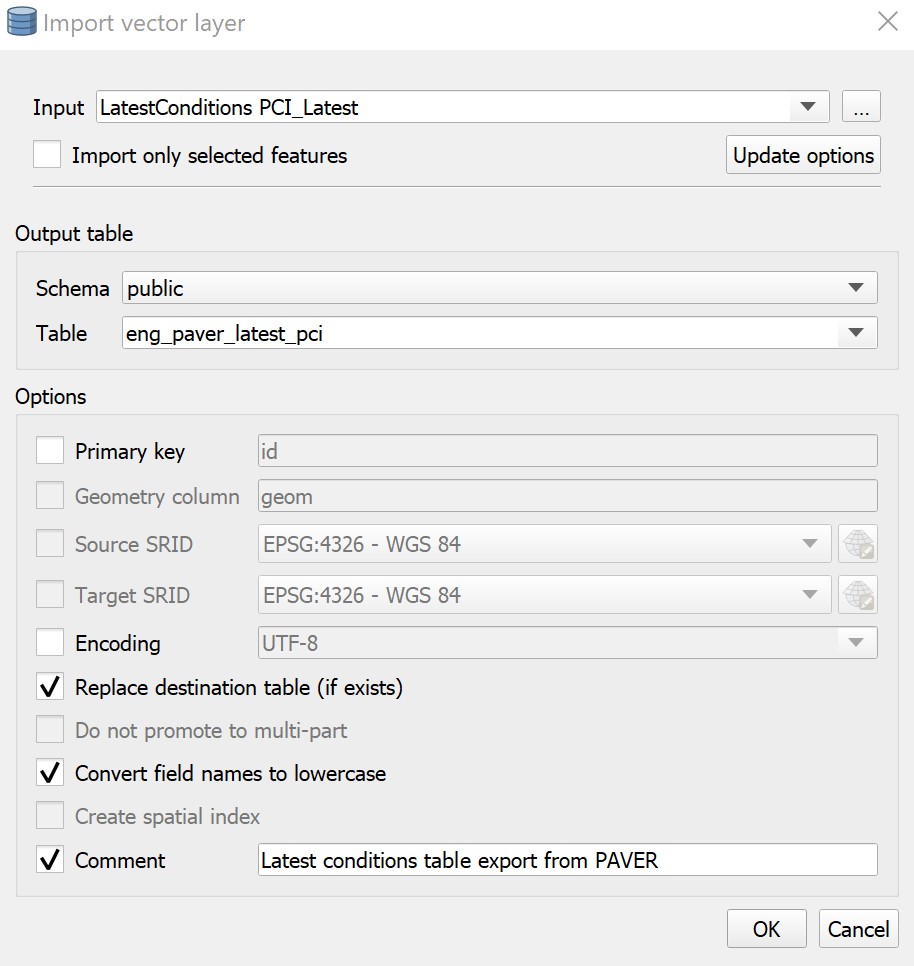 Import vector layer
Input LatestConditions PCI_Latest ...
Import only selected features Update options
Output table
Schema public
Table eng_paver_latest_pci
Options
Primary key id
Geometry column geom
Source SRID EPSG:4326 - WGS 84
Target SRID EPSG:4326 - WGS 84
Encoding UTF-8
Replace destination table (if exists)
Do not promote to multi-part
Convert field names to lowercase
Create spatial index
Comment Latest conditions table export from PAVER
OK Cancel